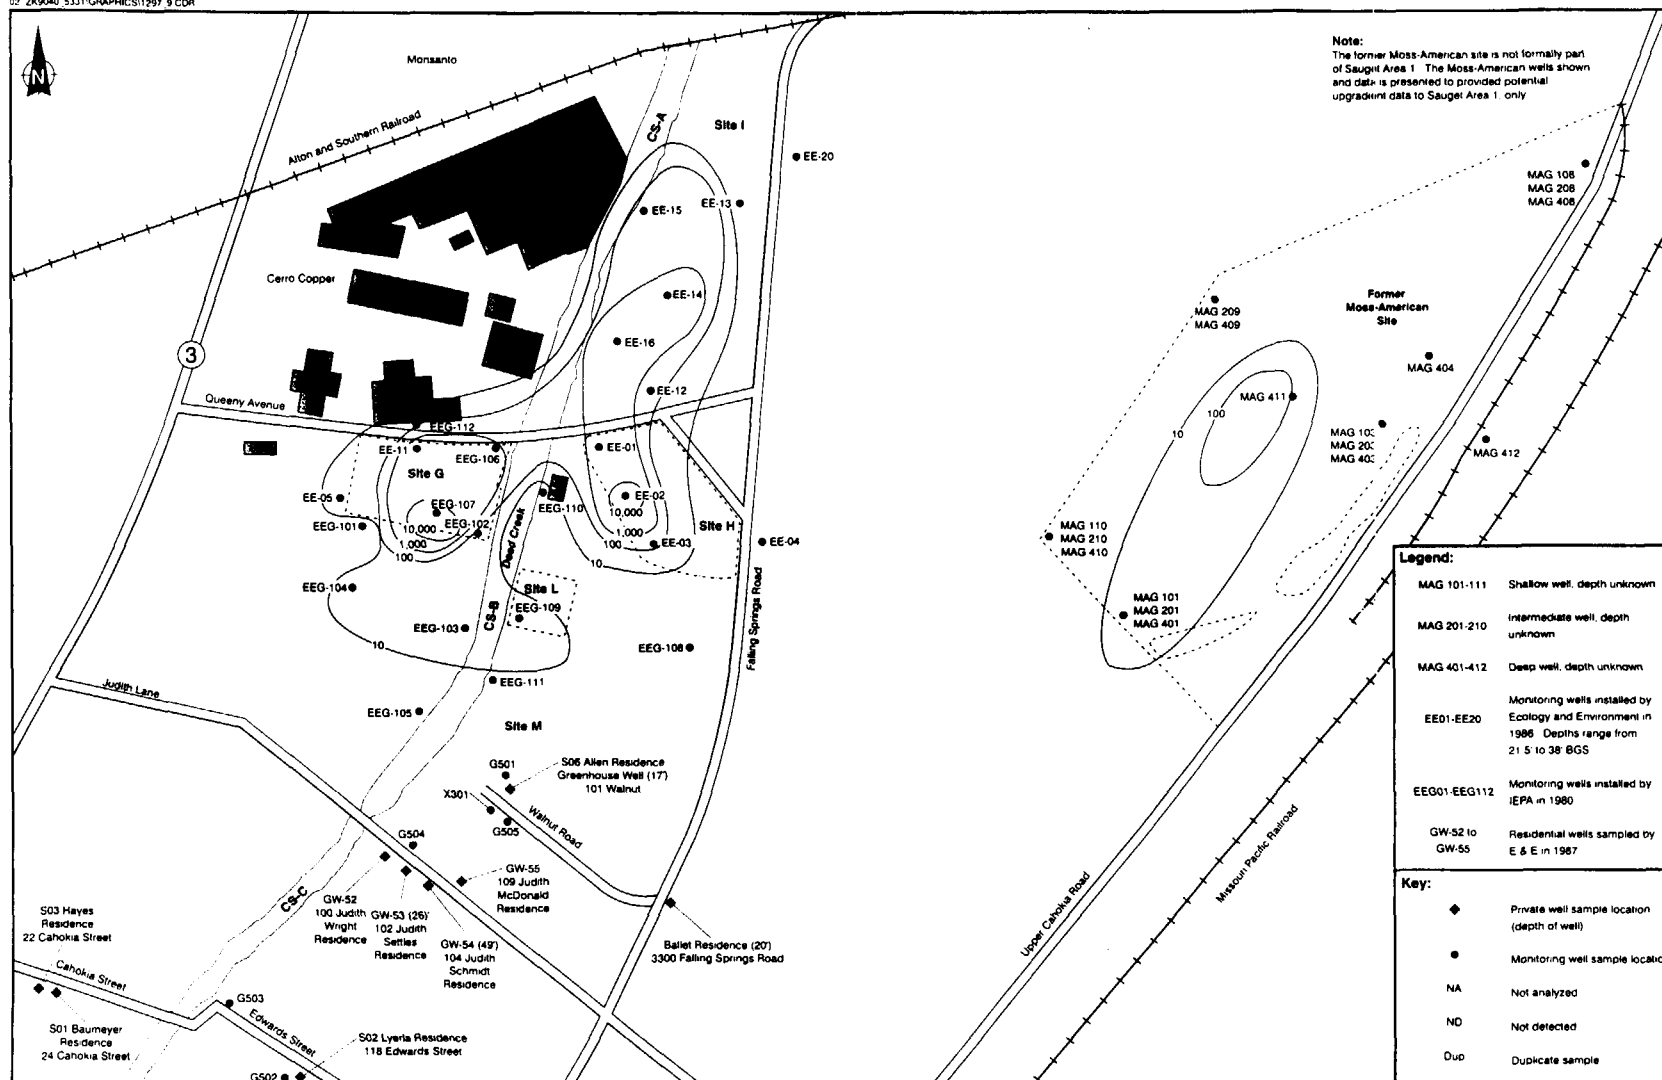 02: ZK9040_5331\GRAPHICS\1297_9.CDR
N
Monsanto
Alton and Southern Railroad
CS-A
Site I
EE-20
EE-15
EE-13
Cerro Copper
EE-14
EE-16
EE-12
3
Queeny Avenue
EEG-112
EE-11
EEG-106
Site G
EE-01
EE-05
EEG-107
EE-02
EEG-110
10,000
10,000
EEG-101
EEG-102
1,000
1,000
100
100
EE-03
Site H
EE-04
10
Dead Creek
Site L
EEG-104
EEG-109
CS-B
EEG-103
10
EEG-108
Falling Springs Road
EEG-111
Judith Lane
EEG-105
Site M
G501
S06 Allen Residence
Greenhouse Well (17')
101 Walnut
X301
G505
Walnut Road
G504
GW-55
109 Judith
McDonald
Residence
CS-C
GW-52
100 Judith
Wright
Residence
GW-53 (26)'
102 Judith
Settles
Residence
GW-54 (49')
104 Judith
Schmidt
Residence
Ballet Residence (20')
3300 Falling Springs Road
S03 Hayes
Residence
22 Cahokia Street
Cahokia Street
S01 Baumeyer
Residence
24 Cahokia Street
G503
Edwards Street
S02 Lyerla Residence
118 Edwards Street
G502
Note:
The former Moss-American site is not formally part
of Sauget Area 1 The Moss-American wells shown
and data is presented to provided potential
upgradient data to Sauget Area 1 only
MAG 108
MAG 208
MAG 408
MAG 209
MAG 409
Former
Moss-American
Site
MAG 404
MAG 411
100
10
MAG 103
MAG 203
MAG 403
MAG 412
MAG 110
MAG 210
MAG 410
MAG 101
MAG 201
MAG 401
Upper Cahokia Road
Missouri Pacific Railroad
Legend:
MAG 101-111 Shallow well, depth unknown
MAG 201-210 Intermediate well, depth
unknown
MAG 401-412 Deep well, depth unknown
EE01-EE20 Monitoring wells installed by
Ecology and Environment in
1986 Depths range from
21 5' to 38' BGS
EEG01-EEG112 Monitoring wells installed by
IEPA in 1980
GW-52 to
GW-55 Residential wells sampled by
E & E in 1987
Key:
Private well sample location
(depth of well)
Monitoring well sample locatio
NA Not analyzed
ND Not detected
Dup Duplicate sample